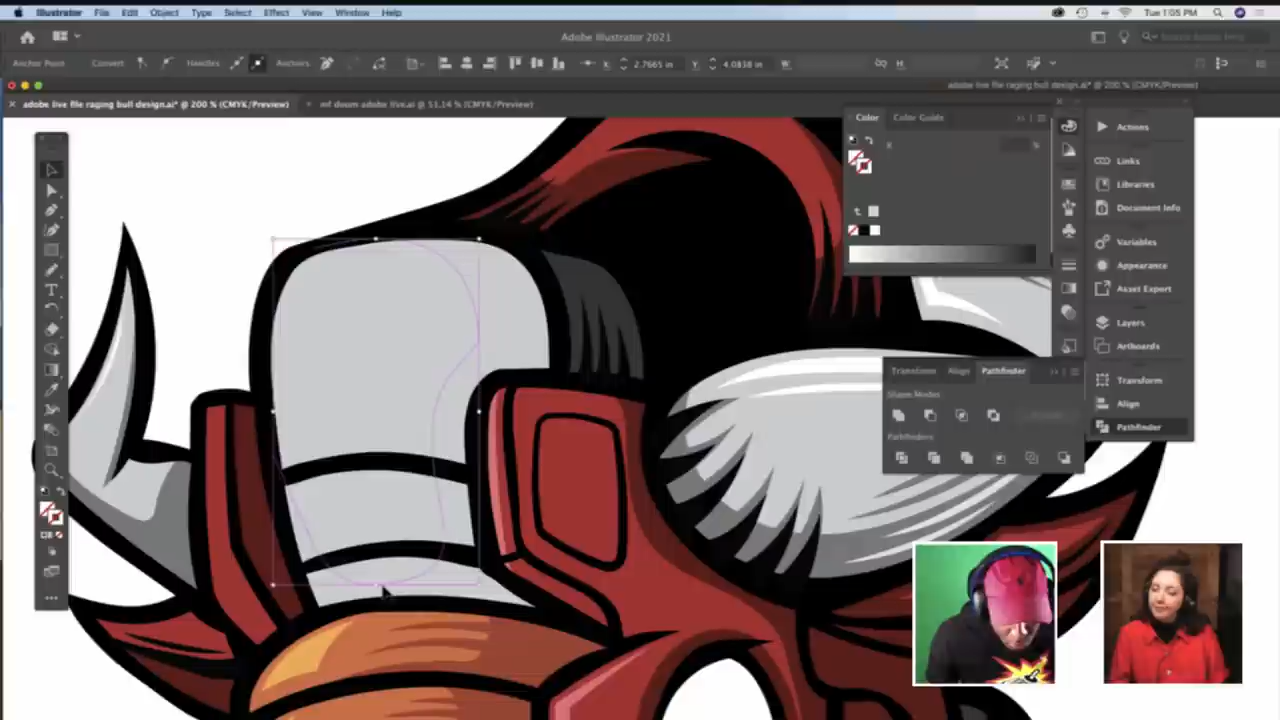 Illustrator File Edit Object Type Select Effect View Window Help Tue 1:05 PM
Adobe Illustrator 2021
Anchor Point Convert Handles Anchors X: 2.7665 in Y: 4.0838 in W: H:
adobe live file raging bull design.ai* @ 200 % (CMYK/Preview)
adobe live file raging bull design.ai* @ 200 % (CMYK/Preview) mf doom adobe live.ai @ 53.14 % (CMYK/Preview)
Color Color Guide
K %
Actions
Links
Libraries
Document Info
Variables
Appearance
Asset Export
Layers
Artboards
Transform
Align
Pathfinder
Transform Align Pathfinder
Shape Modes
Pathfinders: